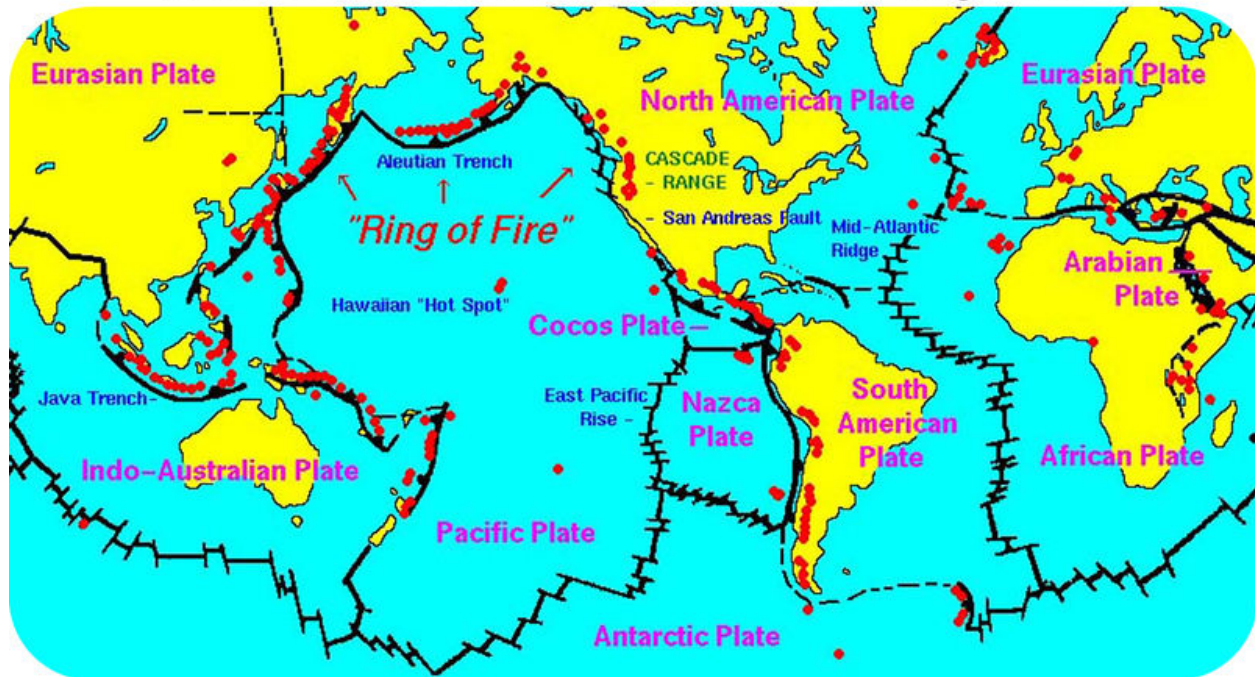 Eurasian Plate
Eurasian Plate
North American Plate
Aleutian Trench
CASCADE
- RANGE
"Ring of Fire"
- San Andreas Fault
Mid-Atlantic
Ridge
Arabian
Plate
Hawaiian "Hot Spot"
Cocos Plate-
Java Trench-
East Pacific
Rise -
Nazca
Plate
South
American
Plate
Indo-Australian Plate
African Plate
Pacific Plate
Antarctic Plate